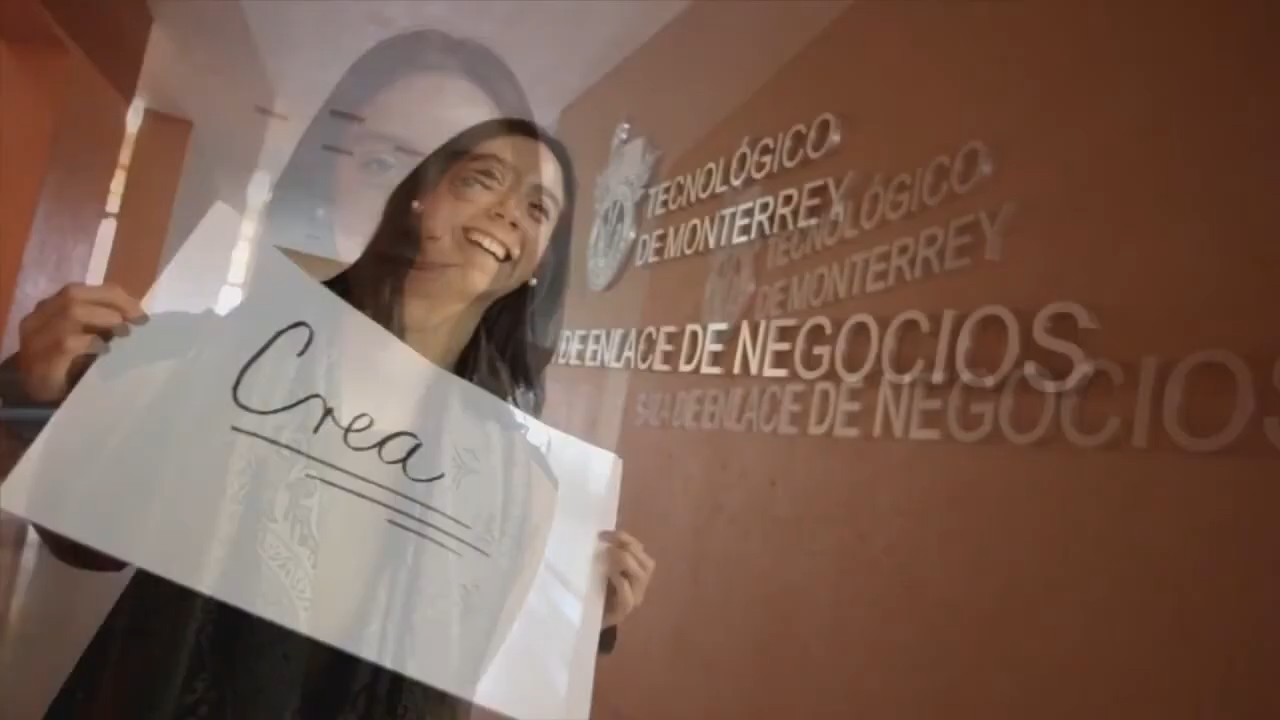 Crea
TECNOLÓGICO
DE MONTERREY
TECNOLÓGICO
DE MONTERREY
DE ENLACE DE NEGOCIOS
SALA DE ENLACE DE NEGOCIOS